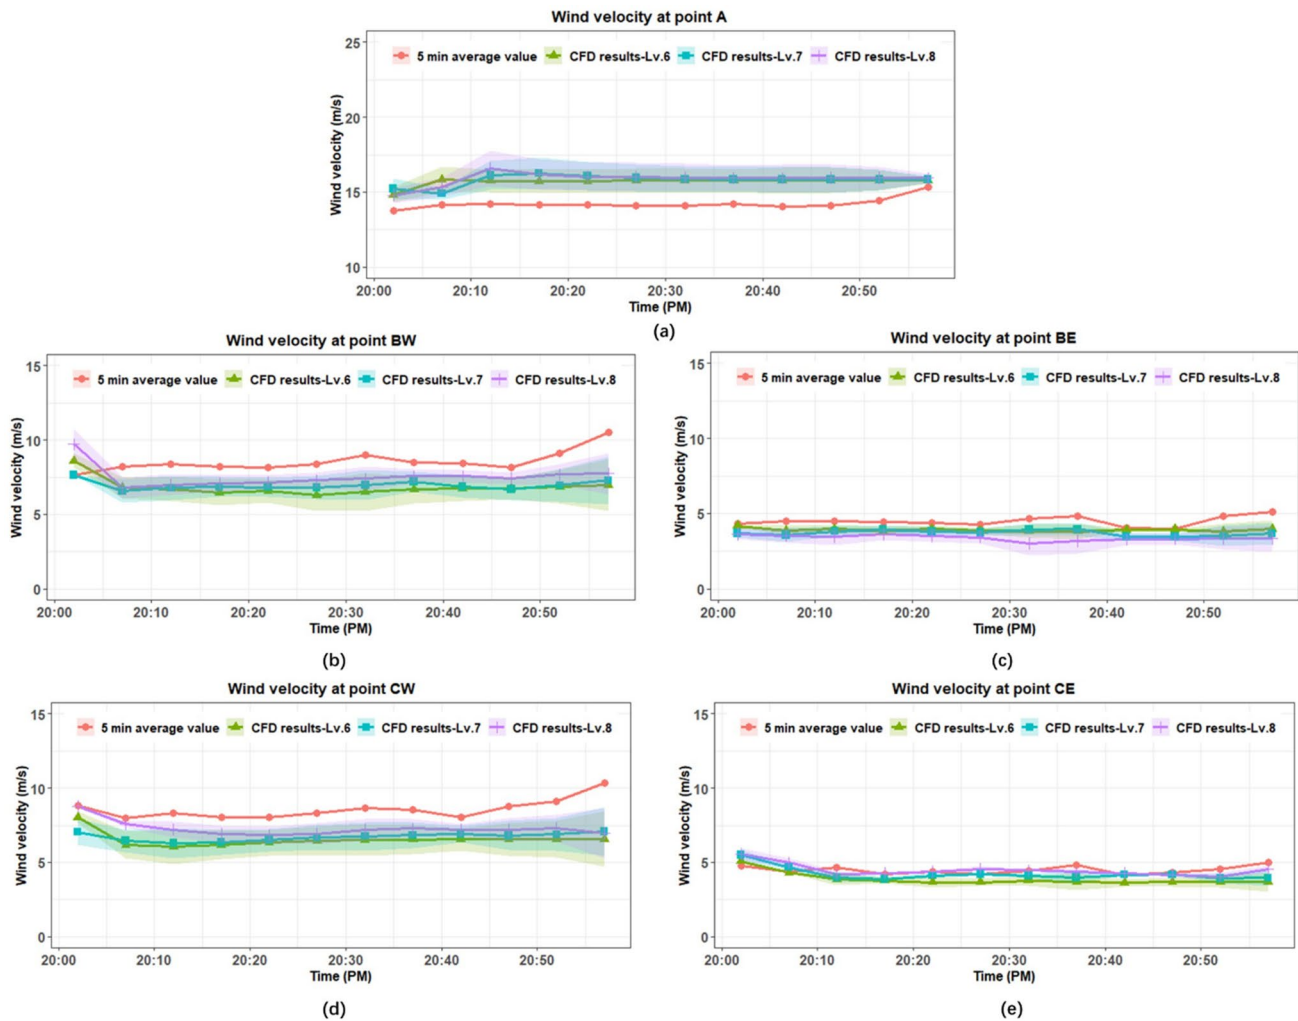 Wind velocity at point A
25
20
15
10
Wind velocity (m/s)
5 min average value CFD results-Lv.6 CFD results-Lv.7 CFD results-Lv.8
20:00 20:10 20:20 20:30 20:40 20:50
Time (PM)
(a)
Wind velocity at point BW
15
10
5
0
Wind velocity (m/s)
5 min average value CFD results-Lv.6 CFD results-Lv.7 CFD results-Lv.8
20:00 20:10 20:20 20:30 20:40 20:50
Time (PM)
(b)
Wind velocity at point BE
15
10
5
0
Wind velocity (m/s)
5 min average value CFD results-Lv.6 CFD results-Lv.7 CFD results-Lv.8
20:00 20:10 20:20 20:30 20:40 20:50
Time (PM)
(c)
Wind velocity at point CW
15
10
5
0
Wind velocity (m/s)
5 min average value CFD results-Lv.6 CFD results-Lv.7 CFD results-Lv.8
20:00 20:10 20:20 20:30 20:40 20:50
Time (PM)
(d)
Wind velocity at point CE
15
10
5
0
Wind velocity (m/s)
5 min average value CFD results-Lv.6 CFD results-Lv.7 CFD results-Lv.8
20:00 20:10 20:20 20:30 20:40 20:50
Time (PM)
(e)